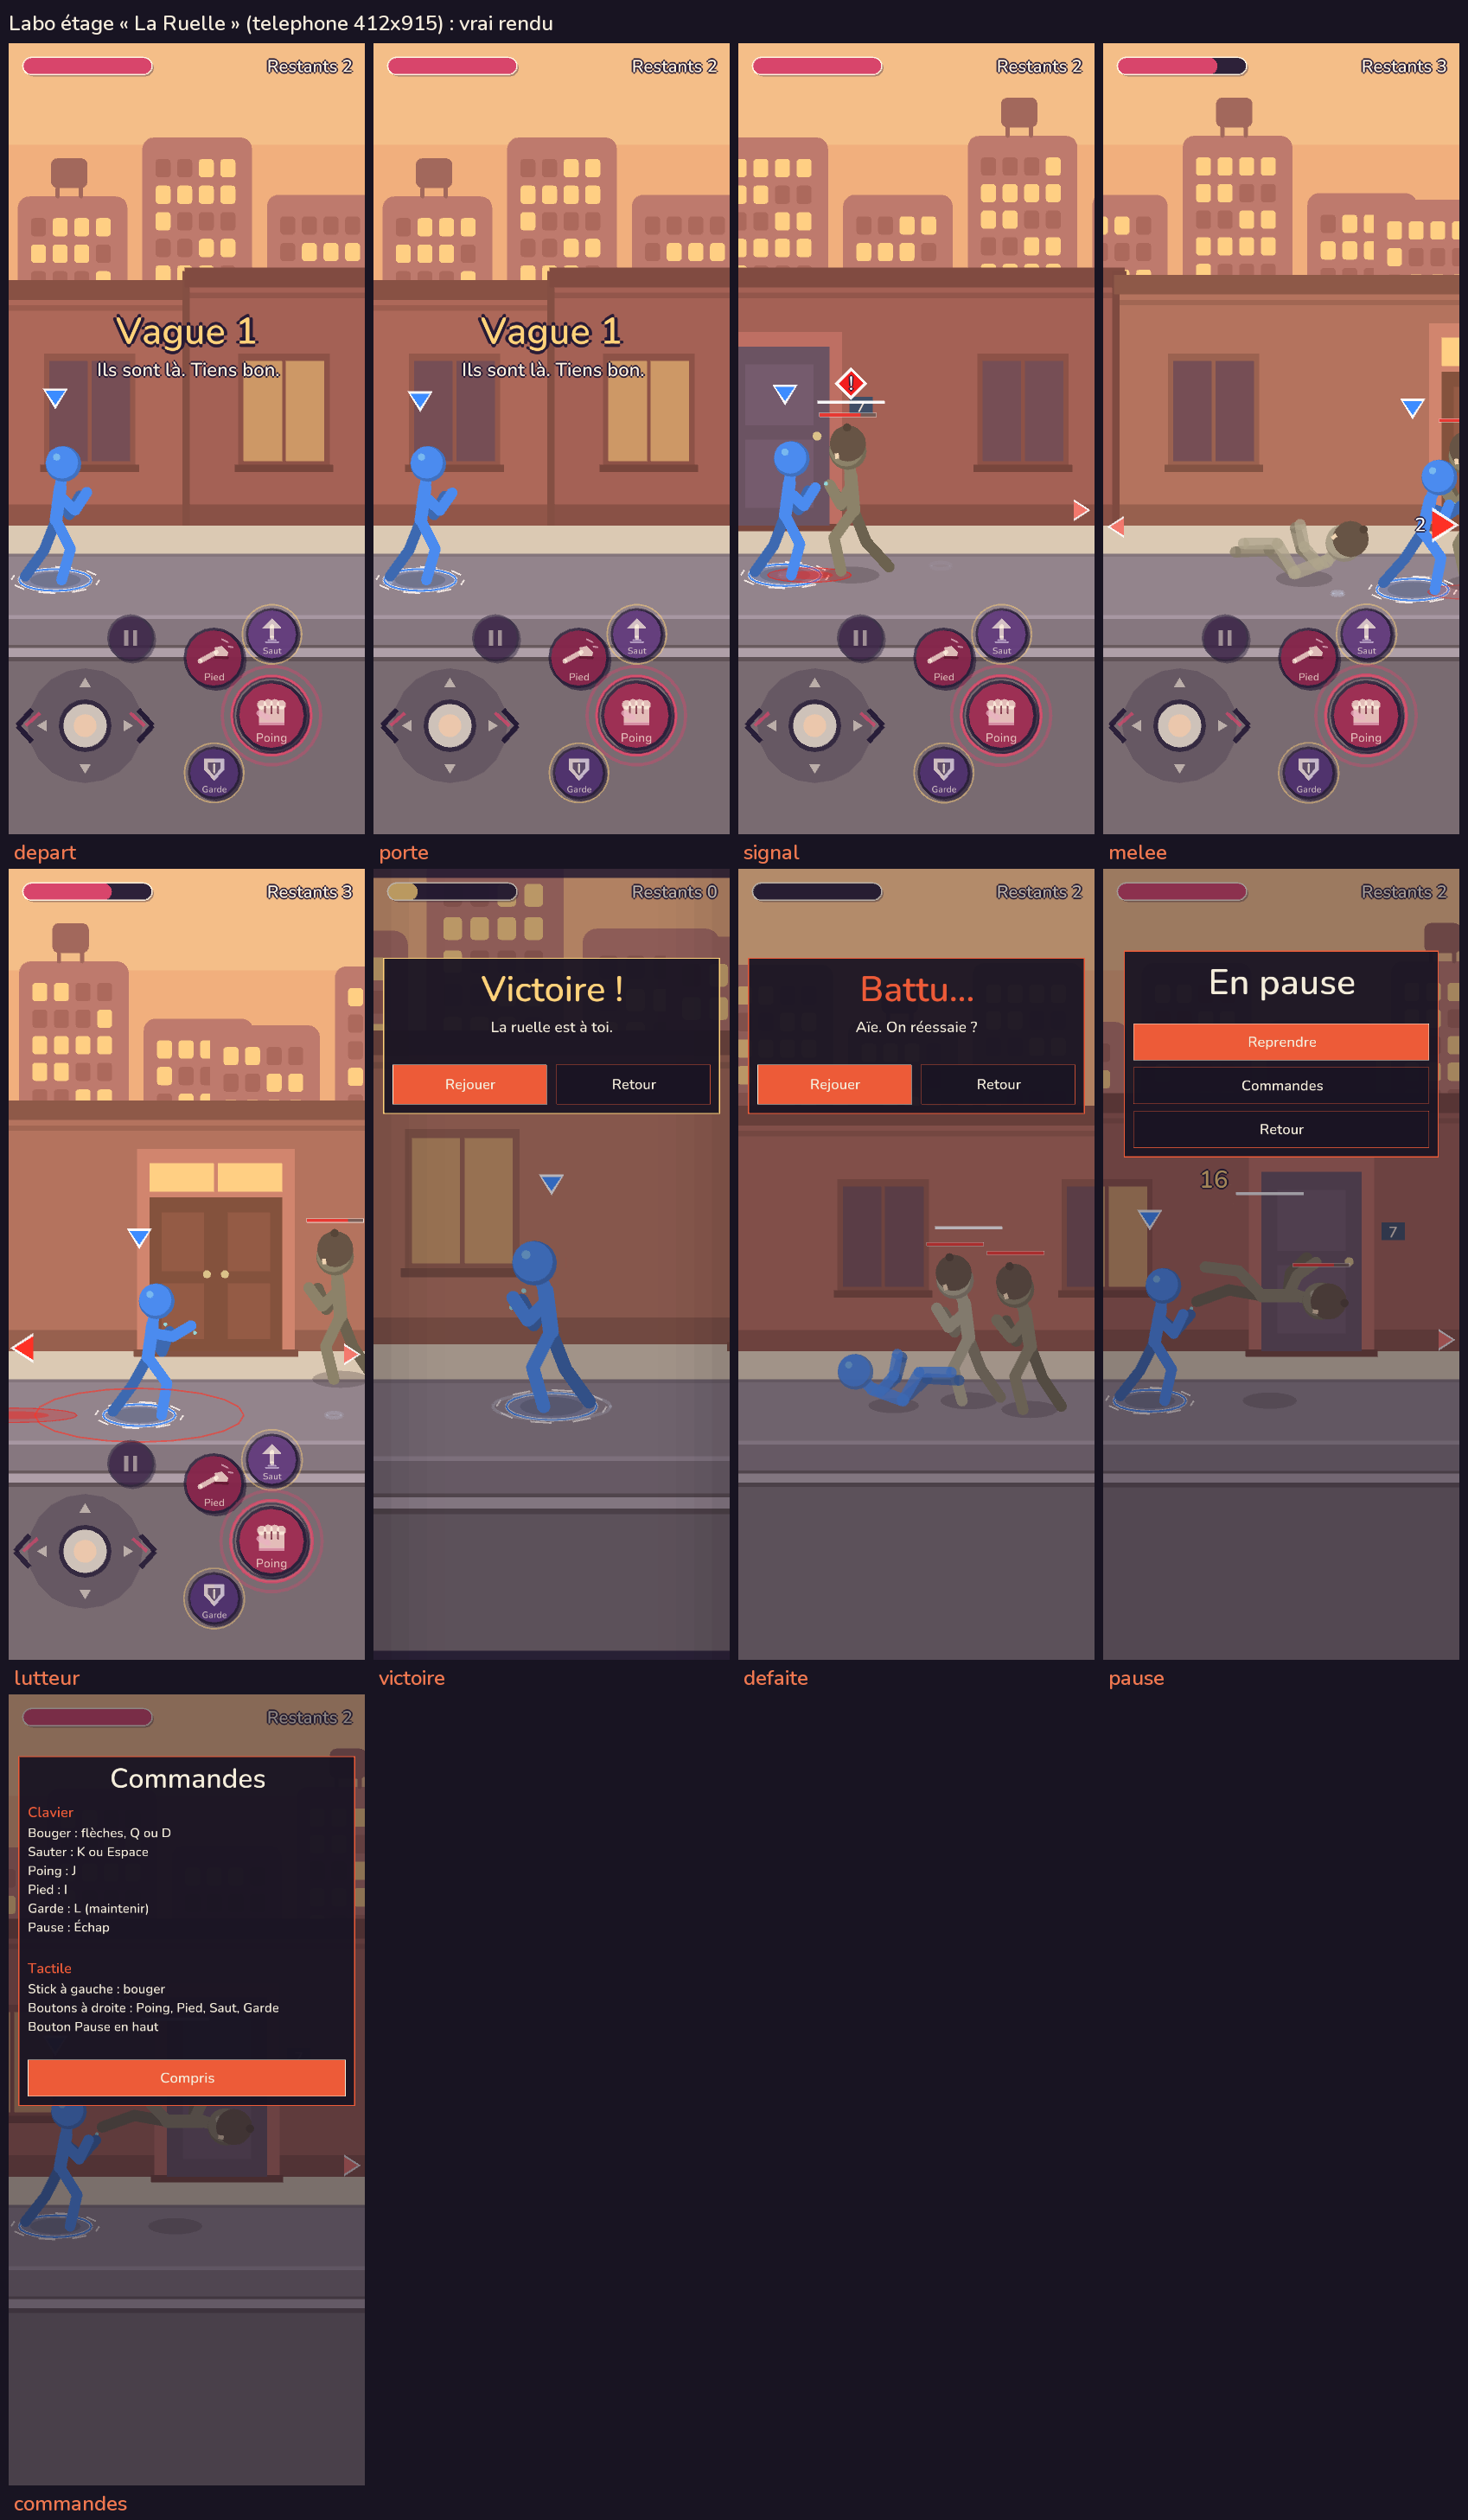 Labo étage « La Ruelle » (telephone 412x915) : vrai rendu
Restants 2
Vague 1
Ils sont là. Tiens bon.
Saut
Pied
Poing
Garde
depart
Restants 2
Vague 1
Ils sont là. Tiens bon.
Saut
Pied
Poing
Garde
porte
Restants 2
!
7
Saut
Pied
Poing
Garde
signal
Restants 3
2
Saut
Pied
Poing
Garde
melee
Restants 3
Saut
Pied
Poing
Garde
lutteur
Restants 0
Victoire !
La ruelle est à toi.
Rejouer
Retour
victoire
Restants 2
Battu...
Aïe. On réessaie ?
Rejouer
Retour
defaite
Restants 2
En pause
Reprendre
Commandes
Retour
16
7
pause
Restants 2
Commandes
Clavier
Bouger : flèches, Q ou D
Sauter : K ou Espace
Poing : J
Pied : I
Garde : L (maintenir)
Pause : Échap
Tactile
Stick à gauche : bouger
Boutons à droite : Poing, Pied, Saut, Garde
Bouton Pause en haut
Compris
commandes